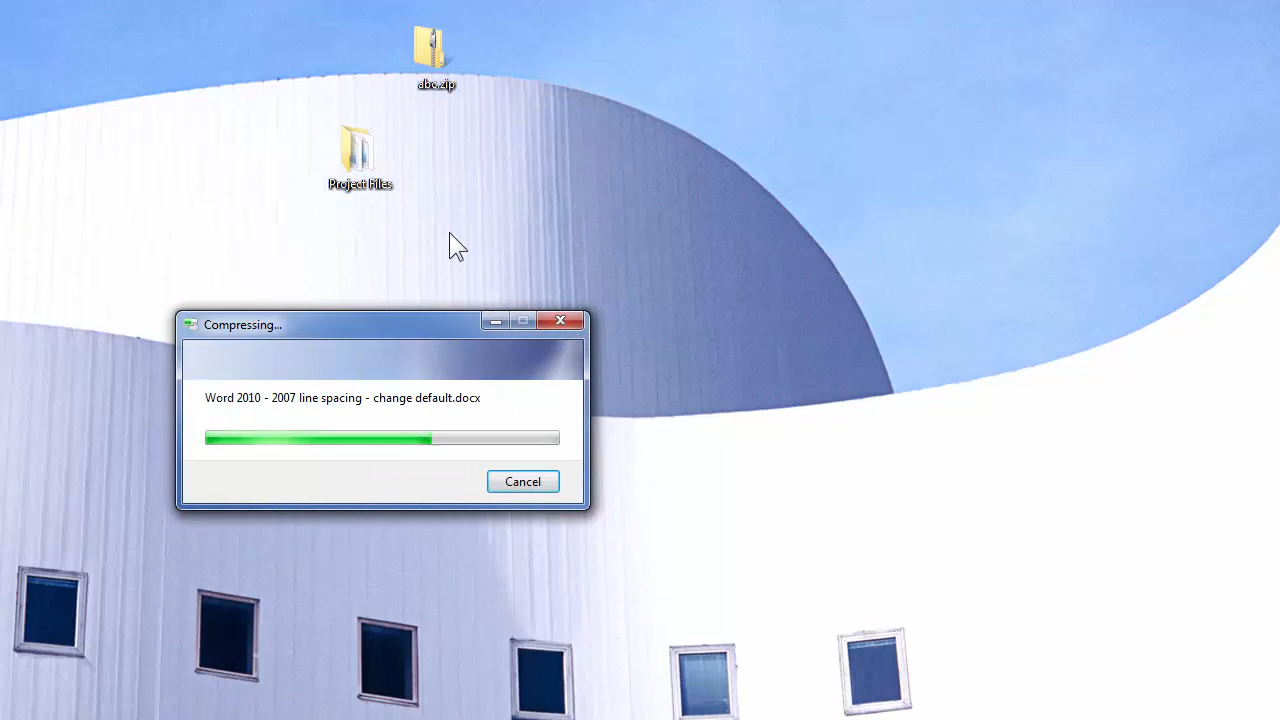 abc.zip
Project Files
Compressing...
Word 2010 - 2007 line spacing - change default.docx
Cancel